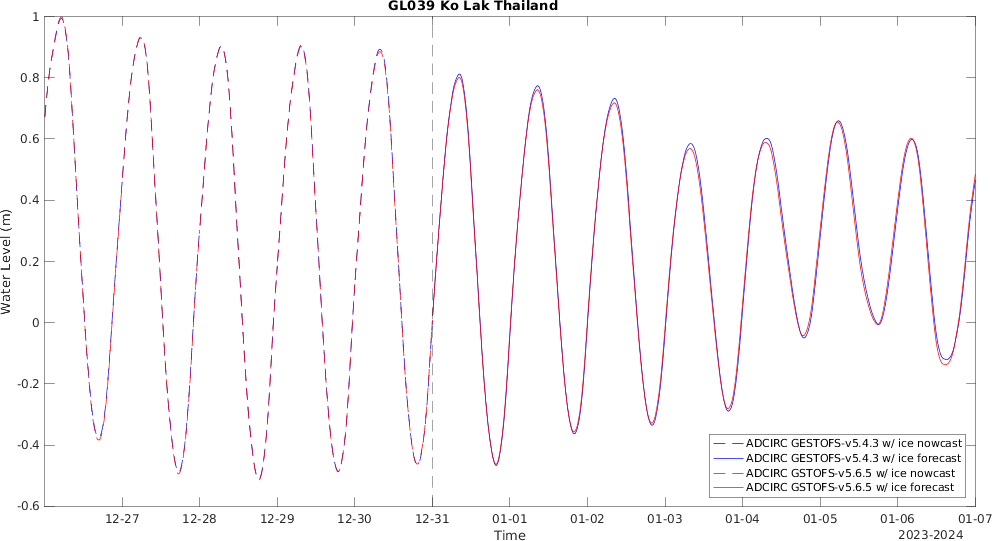 GL039 Ko Lak Thailand
1
0.8
0.6
0.4
0.2
0
-0.2
-0.4
-0.6
Water Level (m)
ADCIRC GESTOFS-v5.4.3 w/ ice nowcast
ADCIRC GESTOFS-v5.4.3 w/ ice forecast
ADCIRC GSTOFS-v5.6.5 w/ ice nowcast
ADCIRC GSTOFS-v5.6.5 w/ ice forecast
12-27 12-28 12-29 12-30 12-31 01-01 01-02 01-03 01-04 01-05 01-06 01-07
Time
2023-2024